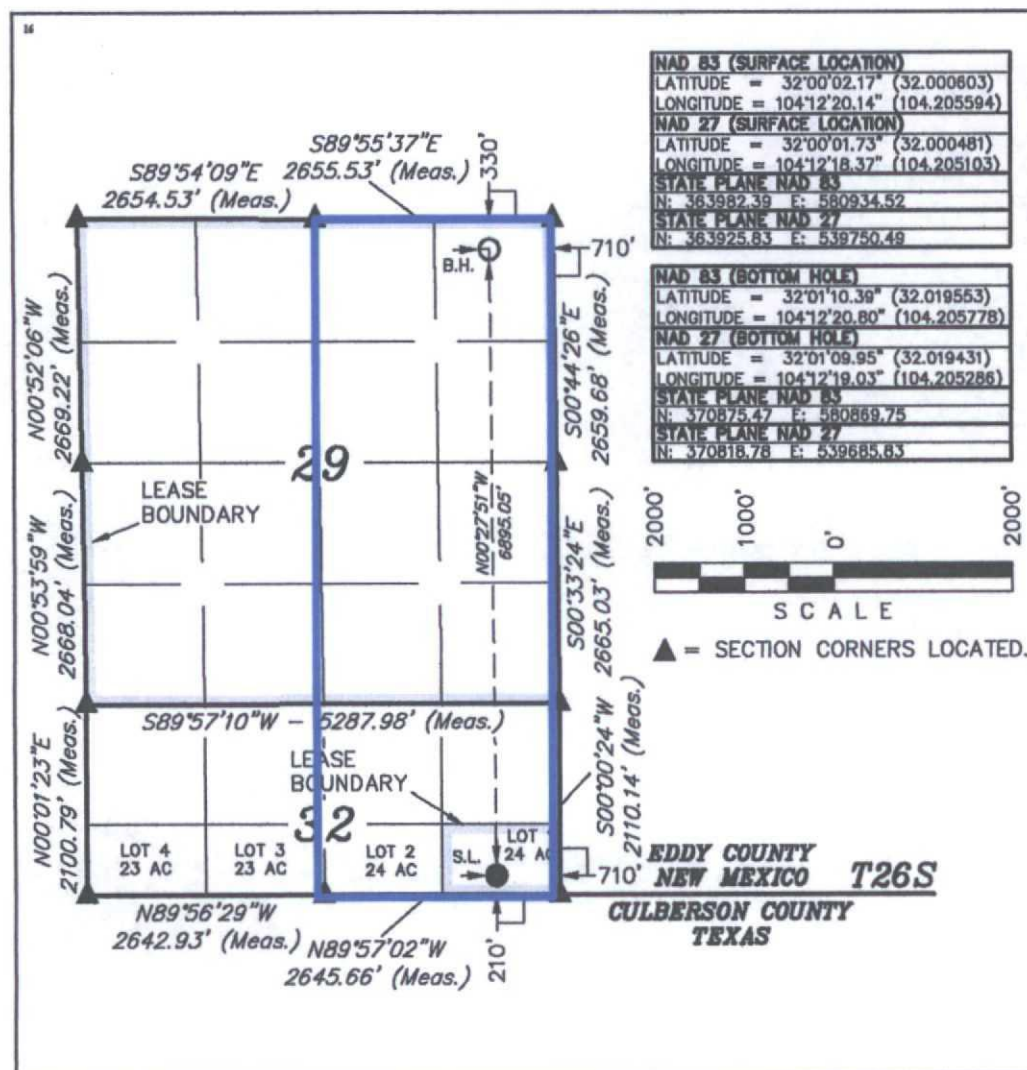 16
NAD 83 (SURFACE LOCATION)
LATITUDE = 32°00'02.17" (32.000603)
LONGITUDE = 104°12'20.14" (104.205594)
NAD 27 (SURFACE LOCATION)
LATITUDE = 32°00'01.73" (32.000481)
LONGITUDE = 104°12'18.37" (104.205103)
STATE PLANE NAD 83
N: 363982.39 E: 580934.52
STATE PLANE NAD 27
N: 363925.83 E: 539750.49
NAD 83 (BOTTOM HOLE)
LATITUDE = 32°01'10.39" (32.019553)
LONGITUDE = 104°12'20.80" (104.205778)
NAD 27 (BOTTOM HOLE)
LATITUDE = 32°01'09.95" (32.019431)
LONGITUDE = 104°12'19.03" (104.205286)
STATE PLANE NAD 83
N: 370875.47 E: 580869.75
STATE PLANE NAD 27
N: 370818.78 E: 539685.83
2000'
1000'
0'
2000'
SCALE
▲ = SECTION CORNERS LOCATED.
S89°54'09"E
2654.53' (Meas.)
S89°55'37"E
2655.53' (Meas.)
330'
710'
B.H.
N00°52'06"W
2669.22' (Meas.)
S00°44'26"E
2659.68' (Meas.)
29
LEASE
BOUNDARY
N00°27'51"W
6895.05'
N00°53'59"W
2668.04' (Meas.)
S00°33'24"E
2665.03' (Meas.)
S89°57'10"W - 5287.98' (Meas.)
LEASE
BOUNDARY
N00°01'23"E
2100.79' (Meas.)
S00°00'24"W
2110.14' (Meas.)
32
LOT 4
23 AC
LOT 3
23 AC
LOT 2
24 AC
LOT
24 AC
S.L.
710'
EDDY COUNTY
NEW MEXICO
T26S
CULBERSON COUNTY
TEXAS
N89°56'29"W
2642.93' (Meas.)
N89°57'02"W
2645.66' (Meas.)
210'